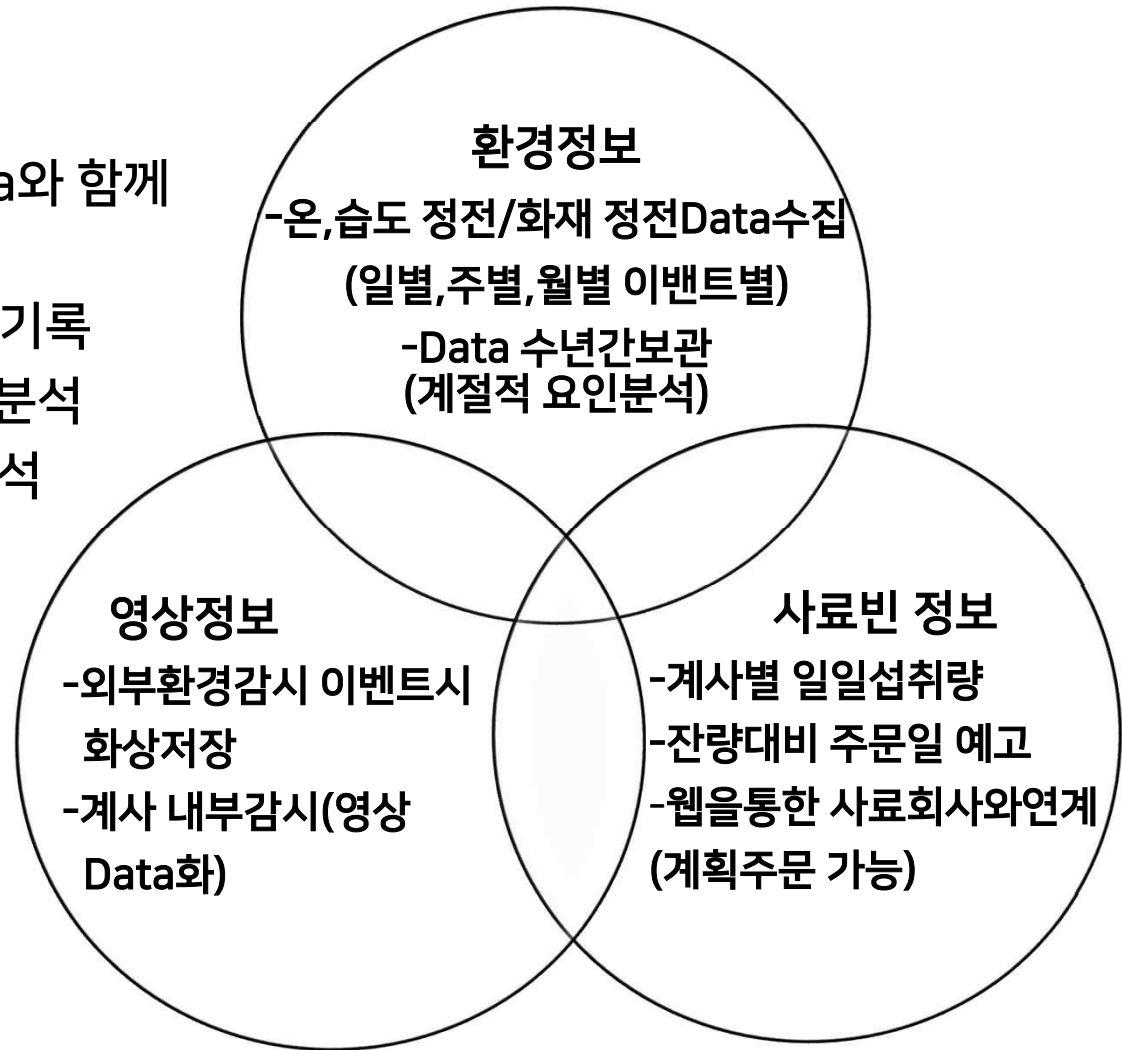 a와 함께
기록
분석
석
환경정보
-온,습도 정전/화재 정전Data수집
(일별,주별,월별 이밴트별)
-Data 수년간보관
(계절적 요인분석)
영상정보
-외부환경감시 이벤트시
화상저장
-계사 내부감시(영상
Data화)
사료빈 정보
-계사별 일일섭취량
-잔량대비 주문일 예고
-웹을통한 사료회사와연계
(계획주문 가능)